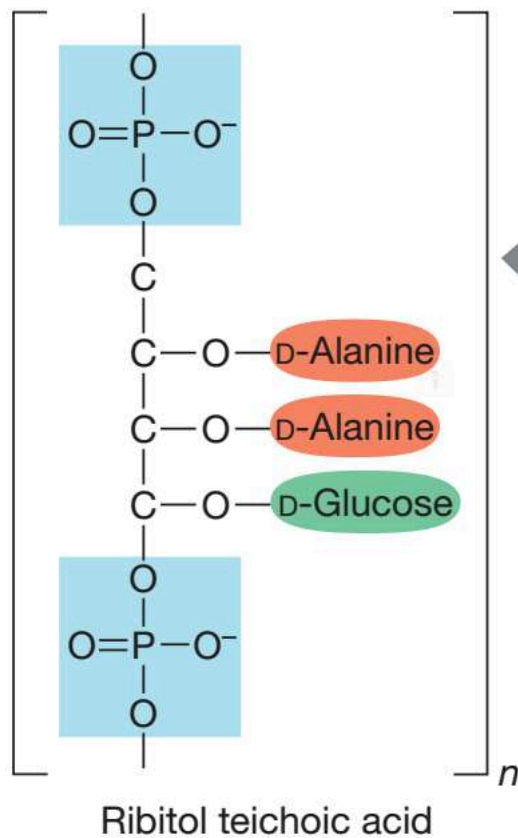 O
O=P—O⁻
O
C
C—O—D-Alanine
C—O—D-Alanine
C—O—D-Glucose
O
O=P—O⁻
O
n
Ribitol teichoic acid